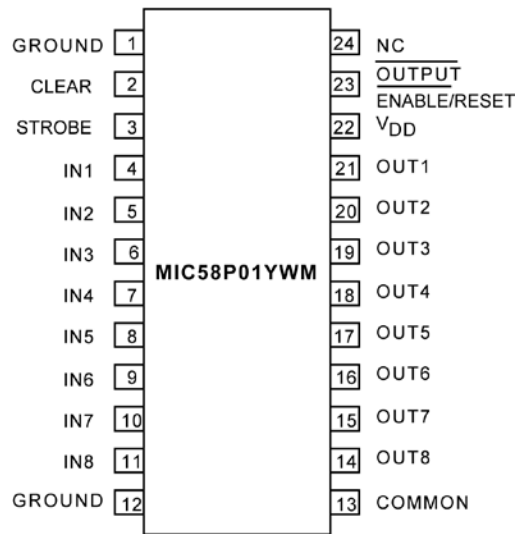 GROUND 1
CLEAR 2
STROBE 3
IN1 4
IN2 5
IN3 6
IN4 7
IN5 8
IN6 9
IN7 10
IN8 11
GROUND 12
MIC58P01YWM
24 NC
23 OUTPUT
ENABLE/RESET
22 VDD
21 OUT1
20 OUT2
19 OUT3
18 OUT4
17 OUT5
16 OUT6
15 OUT7
14 OUT8
13 COMMON